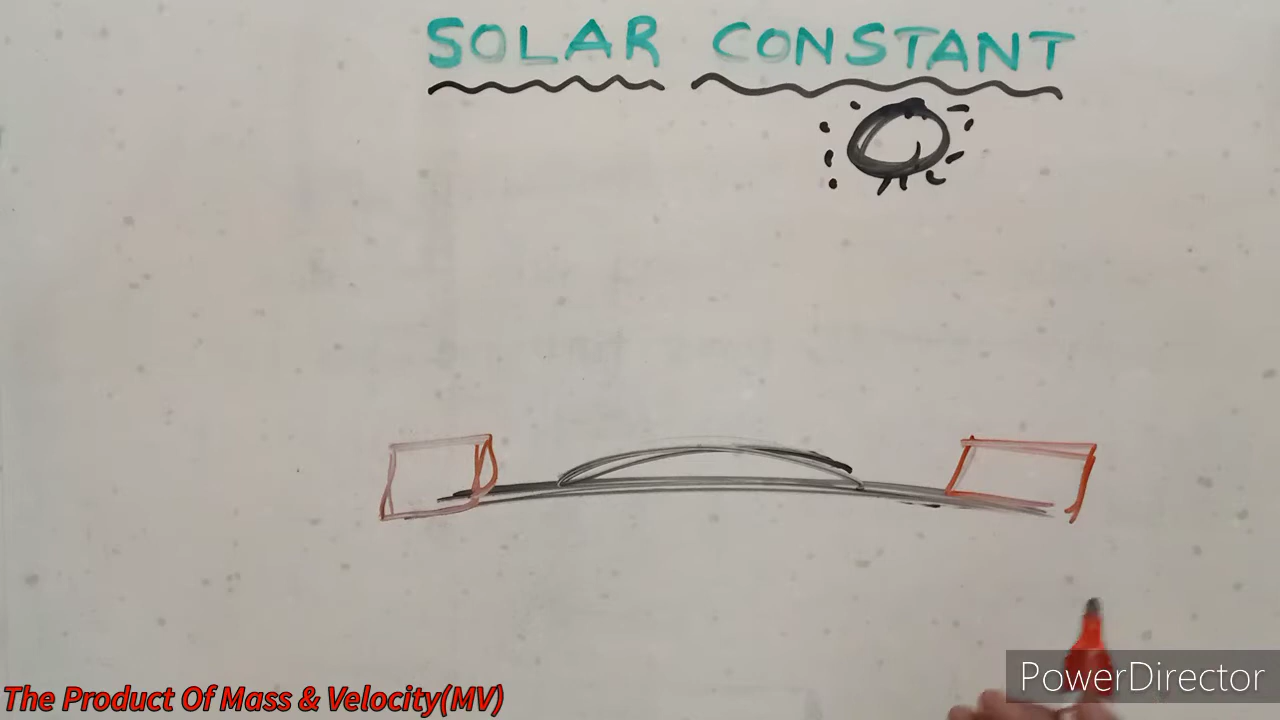 SOLAR CONSTANT
PowerDirector
The Product Of Mass & Velocity(MV)